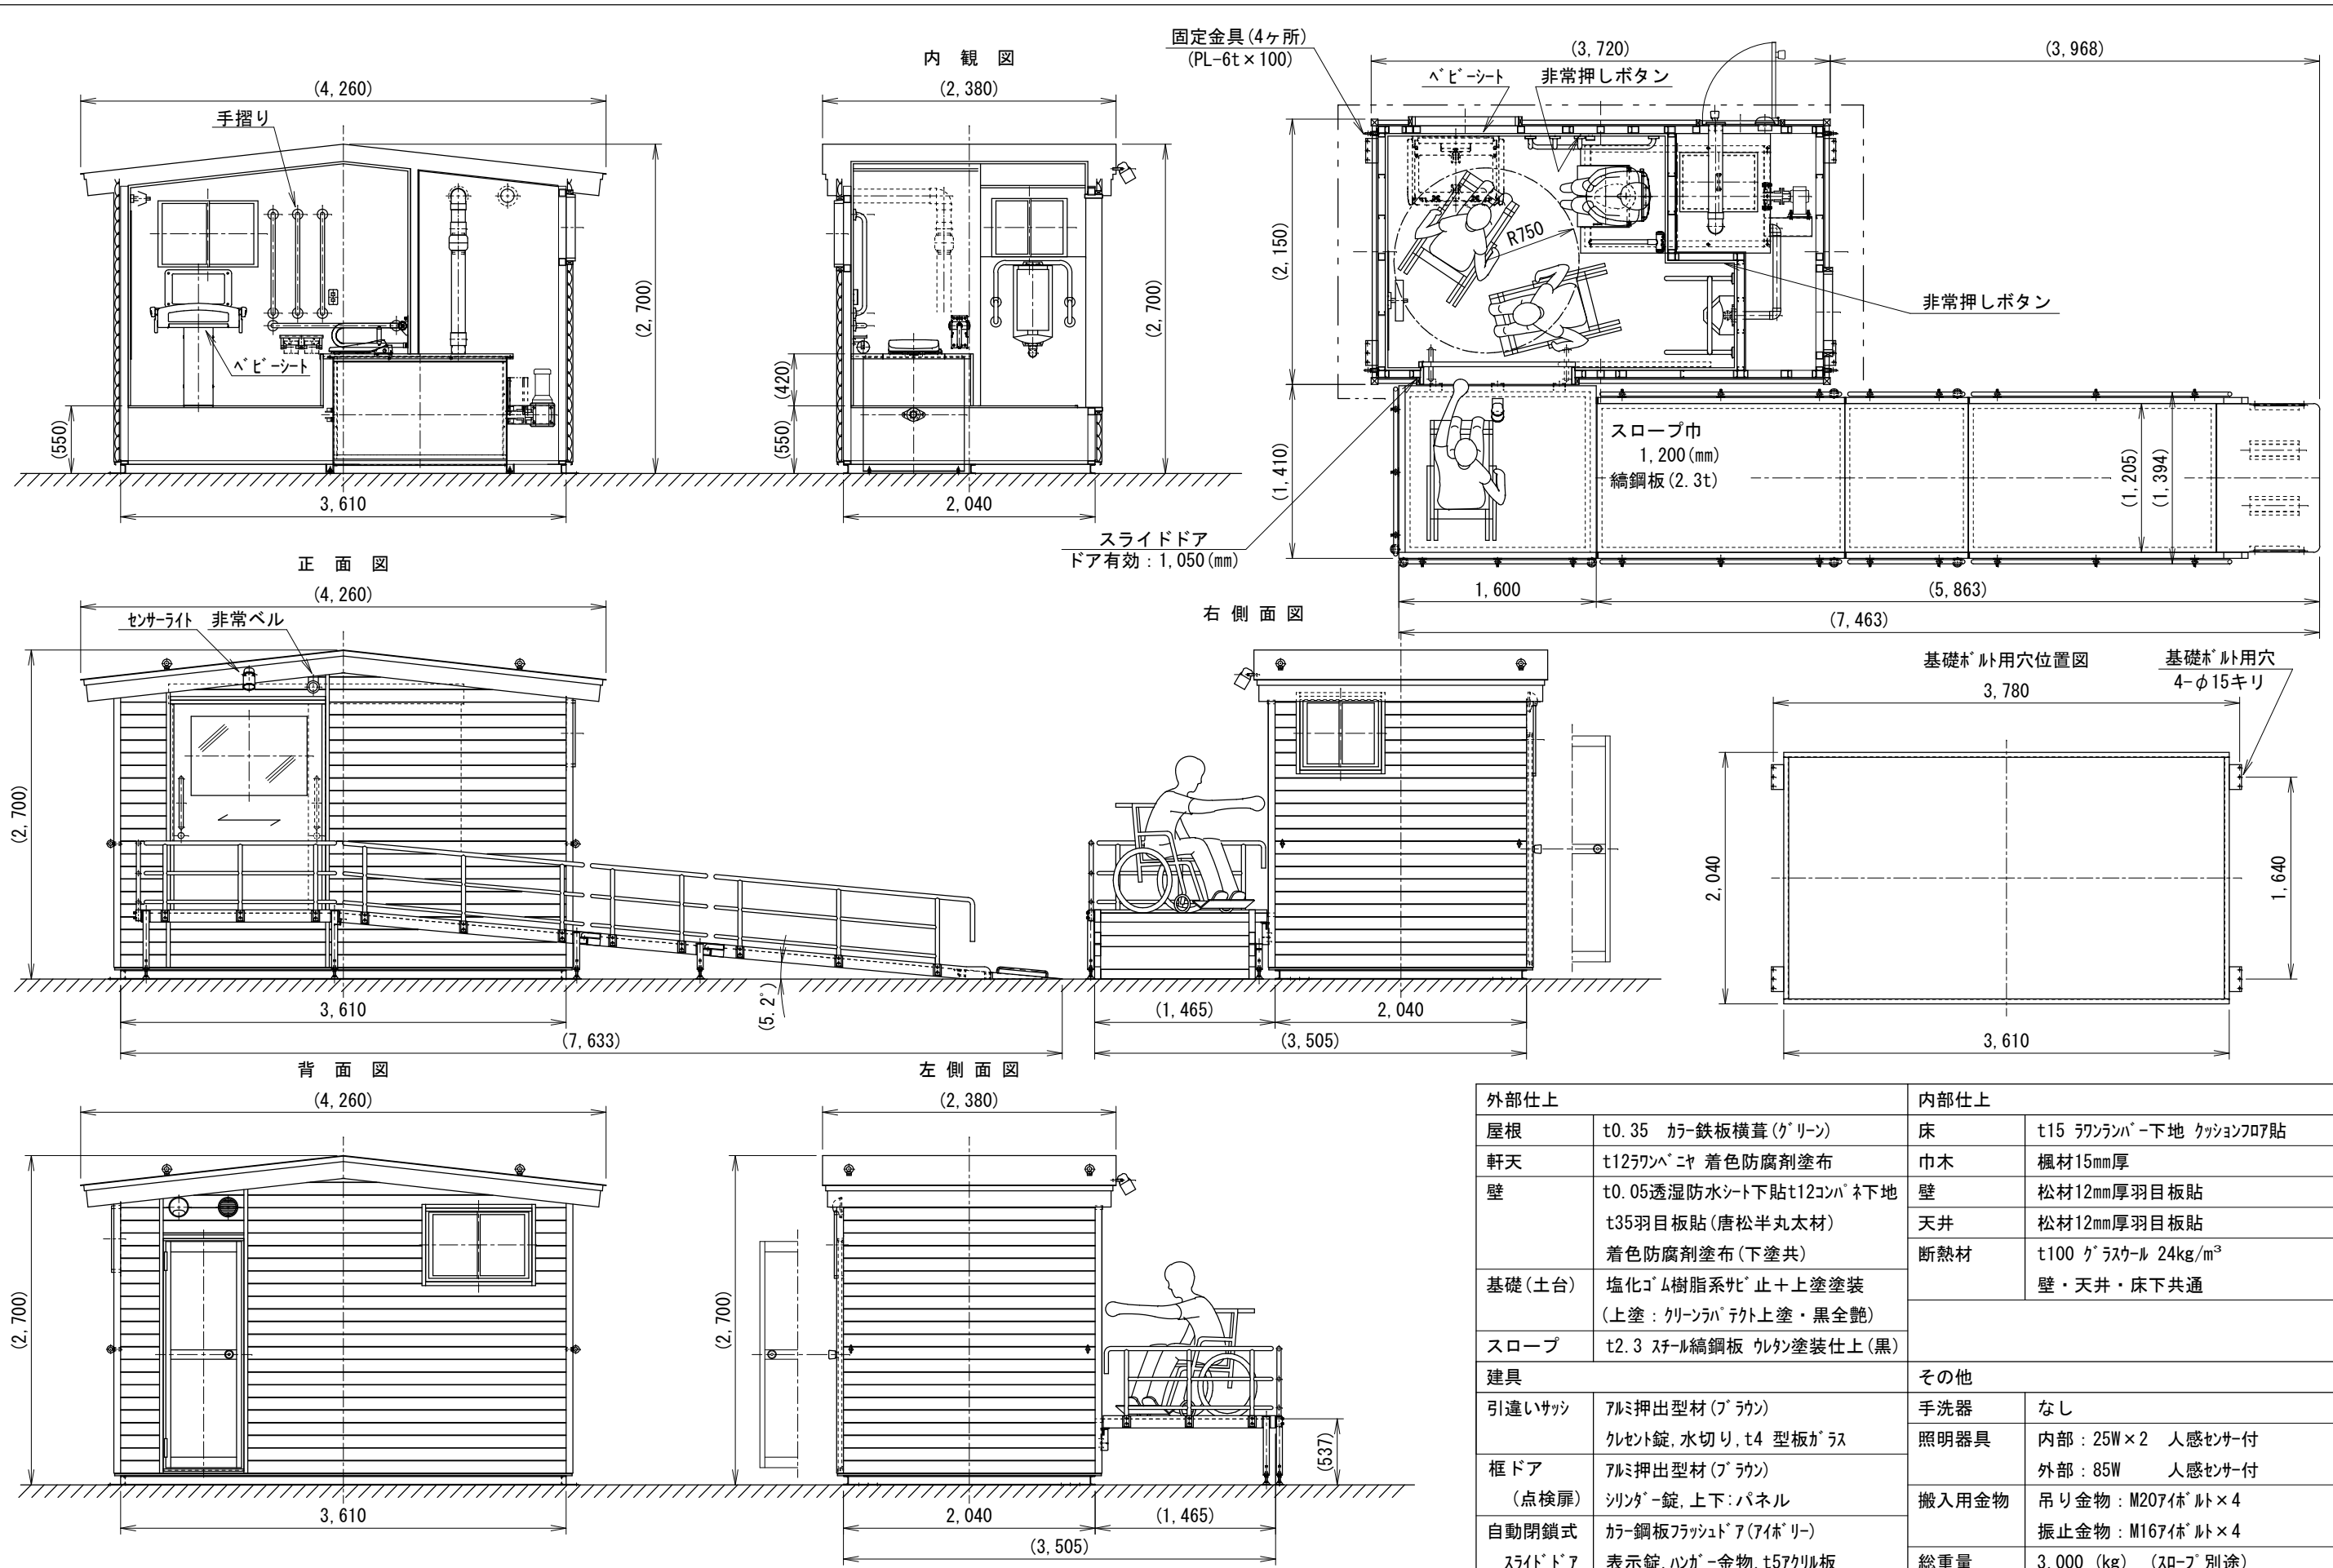 内 観 図
(4,260)
手摺り
ベビーシート
(550)
(2,700)
3,610
(2,380)
(420)
(550)
(2,700)
2,040
固定金具(4ヶ所)
(PL-6t×100)
(3,720)
(3,968)
ベビーシート
非常押しボタン
R750
(2,150)
非常押しボタン
スロープ巾
1,200(mm)
縞鋼板(2.3t)
(1,410)
(1,205)
(1,394)
スライドドア
ドア有効:1,050(mm)
1,600
(5,863)
(7,463)
正 面 図
(4,260)
センサーライト
非常ベル
(2,700)
(5.2°)
3,610
(7,633)
右 側 面 図
(1,465)
2,040
(3,505)
基礎ボルト用穴位置図
基礎ボルト用穴
4-φ15キリ
3,780
2,040
1,640
3,610
背 面 図
(4,260)
(2,700)
3,610
左 側 面 図
(2,380)
(2,700)
(537)
2,040
(1,465)
(3,505)
外部仕上
屋根 t0.35 カラー鉄板横葺(グリーン)
軒天 t12ラワンベニヤ 着色防腐剤塗布
壁 t0.05透湿防水シート下貼t12コンパネ下地
t35羽目板貼(唐松半丸太材)
着色防腐剤塗布(下塗共)
基礎(土台) 塩化ゴム樹脂系サビ止+上塗塗装
(上塗:クリーンラバテクト上塗・黒全艶)
スロープ t2.3 スチール縞鋼板 ウレタン塗装仕上(黒)
建具
引違いサッシ アルミ押出型材(ブラウン)
クレセント錠,水切り,t4 型板ガラス
框ドア アルミ押出型材(ブラウン)
(点検扉) シリンダー錠,上下:パネル
自動閉鎖式 カラー鋼板フラッシュドア(アイボリー)
スライドドア 表示錠,ハンガー金物,t5アクリル板
内部仕上
床 t15 ラワンランバー下地 クッションフロア貼
巾木 楓材15mm厚
壁 松材12mm厚羽目板貼
天井 松材12mm厚羽目板貼
断熱材 t100 グラスウール 24kg/m³
壁・天井・床下共通
その他
手洗器 なし
照明器具 内部:25W×2 人感センサー付
外部:85W 人感センサー付
搬入用金物 吊り金物:M20アイボルト×4
振止金物:M16アイボルト×4
総重量 3,000 (kg) (スロープ別途)